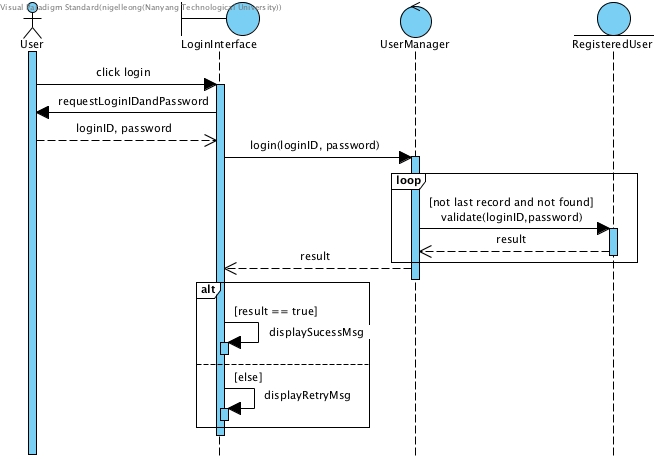 Visual Paradigm Standard(nigelleong(Nanyang Technological University))
User
LoginInterface
UserManager
RegisteredUser
click login
requestLoginIDandPassword
loginID, password
login(loginID, password)
loop
[not last record and not found]
validate(loginID,password)
result
result
alt
[result == true]
displaySucessMsg
[else]
displayRetryMsg